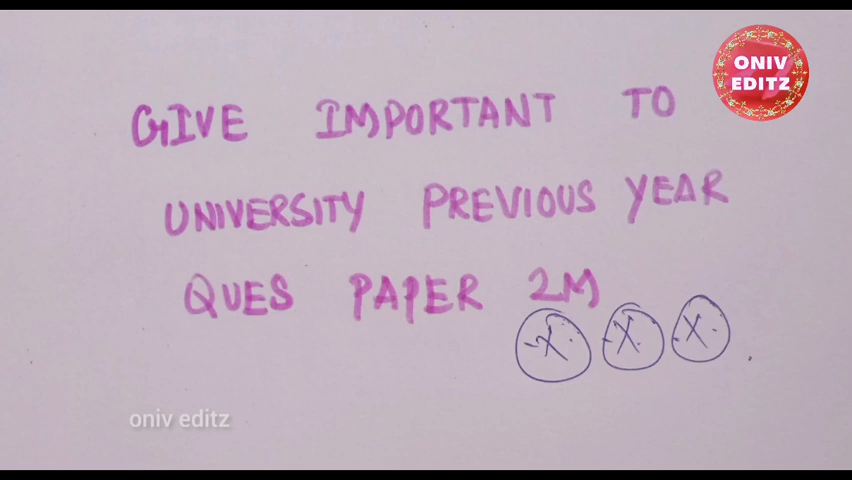 ONIV
EDITZ
GIVE IMPORTANT TO
UNIVERSITY PREVIOUS YEAR
QUES PAPER 2M
X X X
oniv editz